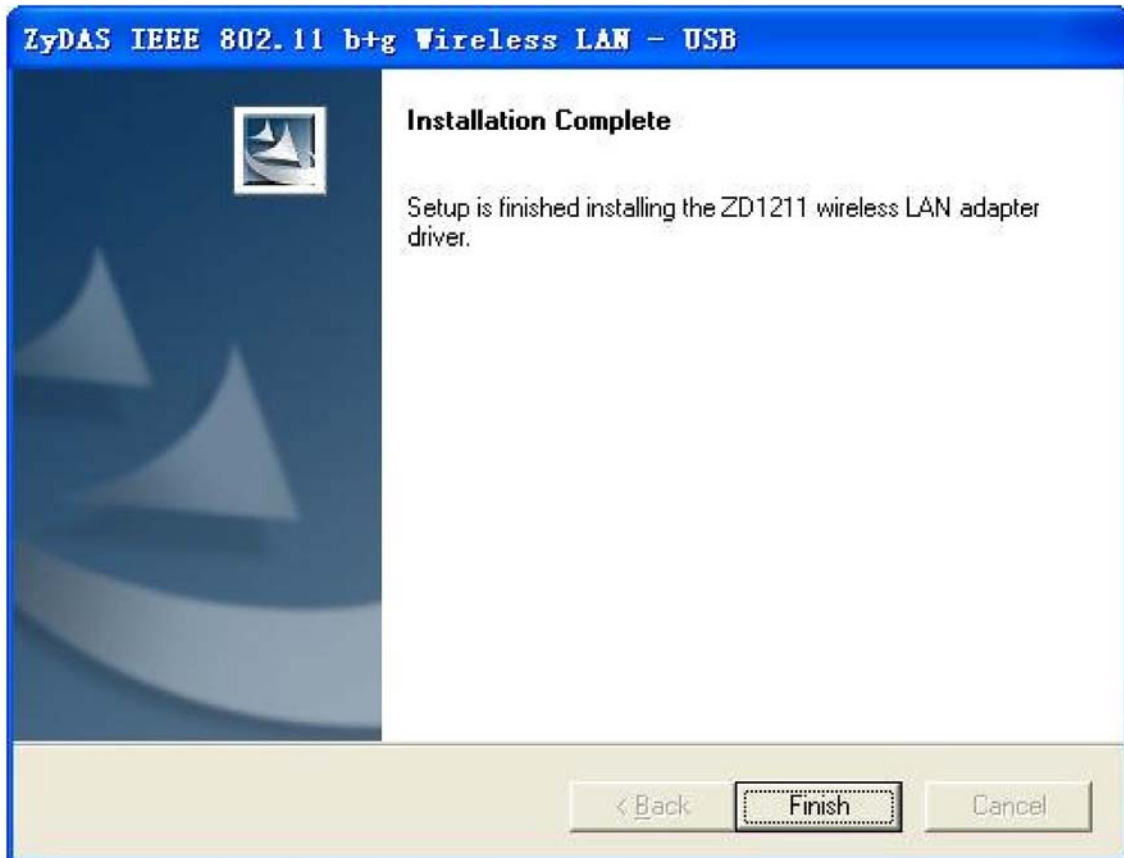 ZyDAS IEEE 802.11 b+g Wireless LAN - USB
Installation Complete
Setup is finished installing the ZD1211 wireless LAN adapter
driver.
< Back
Finish
Cancel